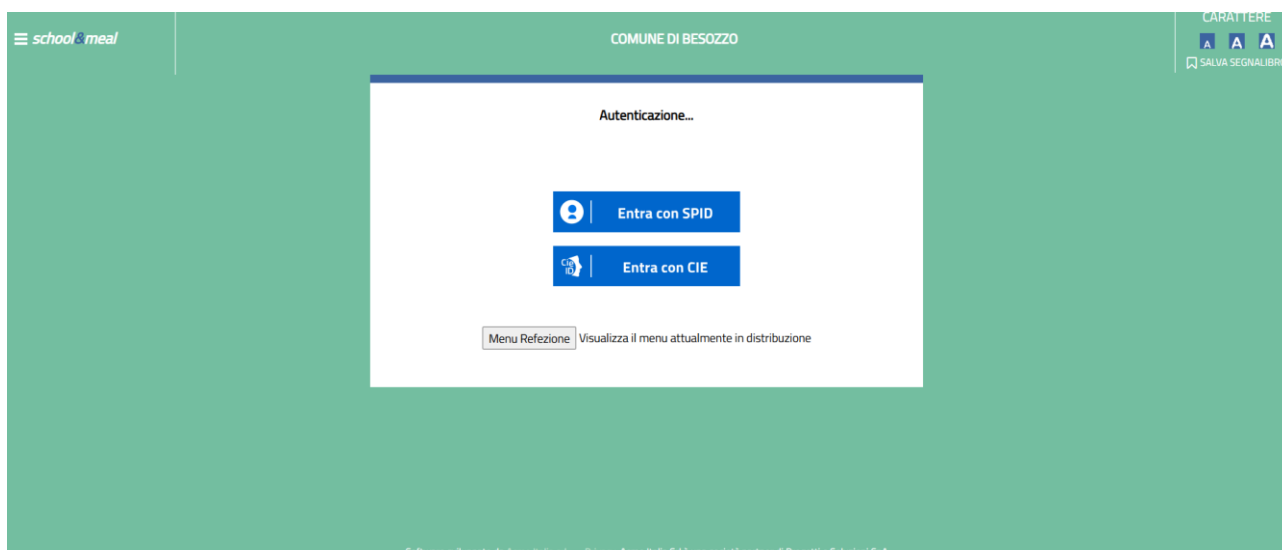 school&meal
COMUNE DI BESOZZO
CARATTERE
A A A
SALVA SEGNALIBRO
Autenticazione...
Entra con SPID
Cie ID
Entra con CIE
Menu Refezione Visualizza il menu attualmente in distribuzione